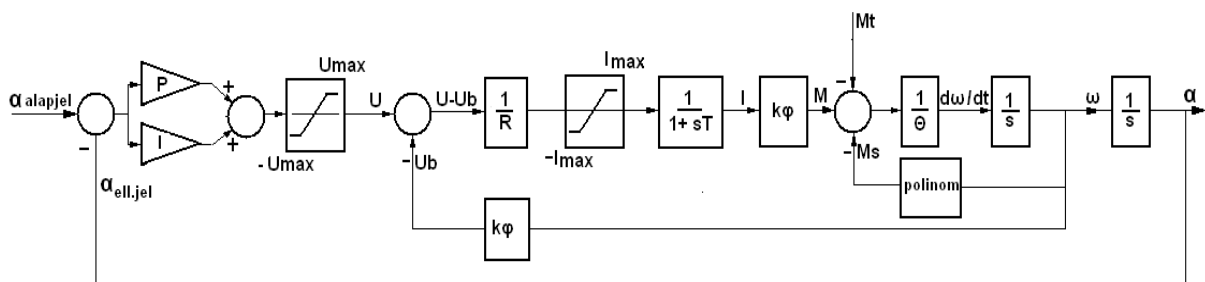 Mt
α alapjel
P
I
+
+
-
Umax
-Umax
U
U-Ub
-Ub
1
R
Imax
-Imax
1
1+ sT
I
kφ
M
-
-Ms
1
Θ
dω/dt
1
s
ω
1
s
α
polinom
αell.jel
kφ